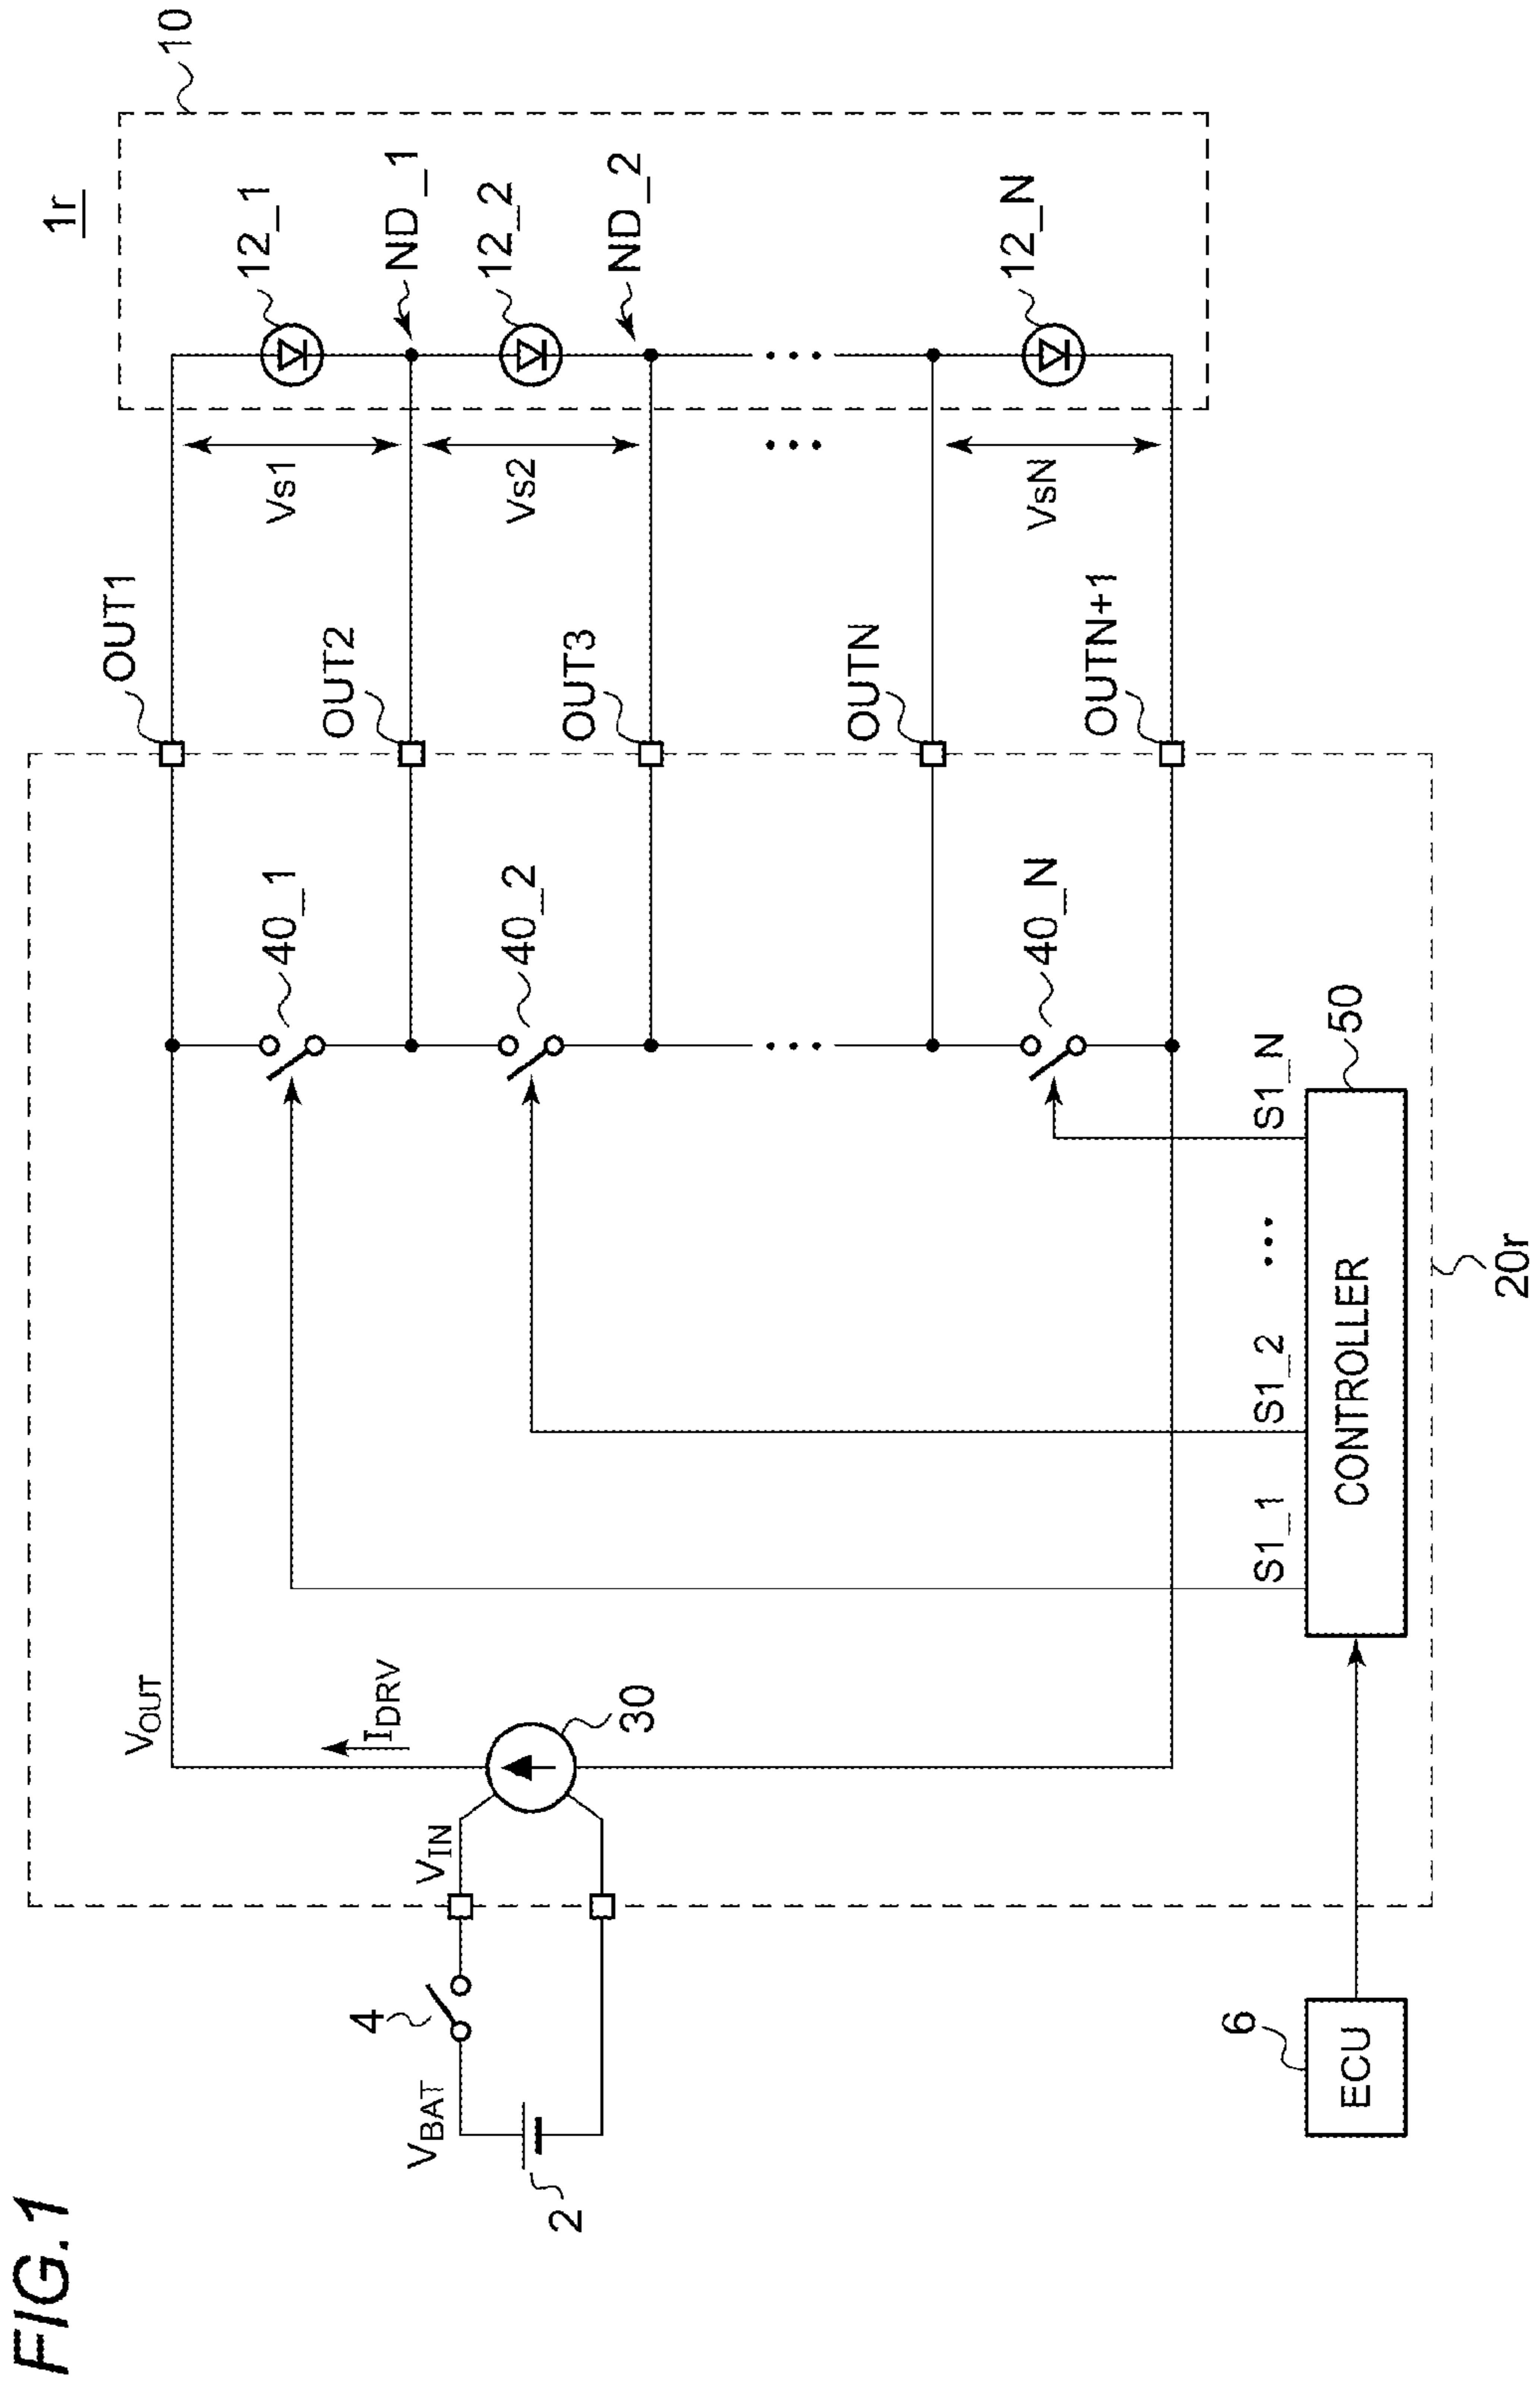 FIG.1
1r
10
12_1
ND_1
12_2
ND_2
12_N
Vs1
Vs2
VsN
OUT1
OUT2
OUT3
OUTN
OUTN+1
40_1
40_2
40_N
VOUT
IDRV
30
VIN
4
VBAT
2
S1_1
S1_2
S1_N
50
CONTROLLER
20r
6
ECU